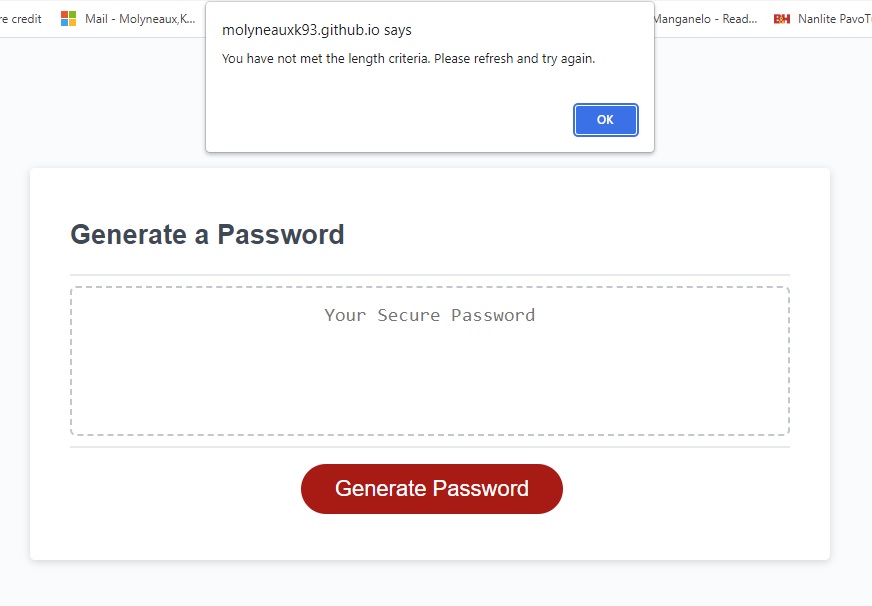 re credit
Mail - Molyneaux,K...
Manganelo - Read...
B&H
Nanlite PavoT
molyneauxk93.github.io says
You have not met the length criteria. Please refresh and try again.
OK
Generate a Password
Your Secure Password
Generate Password